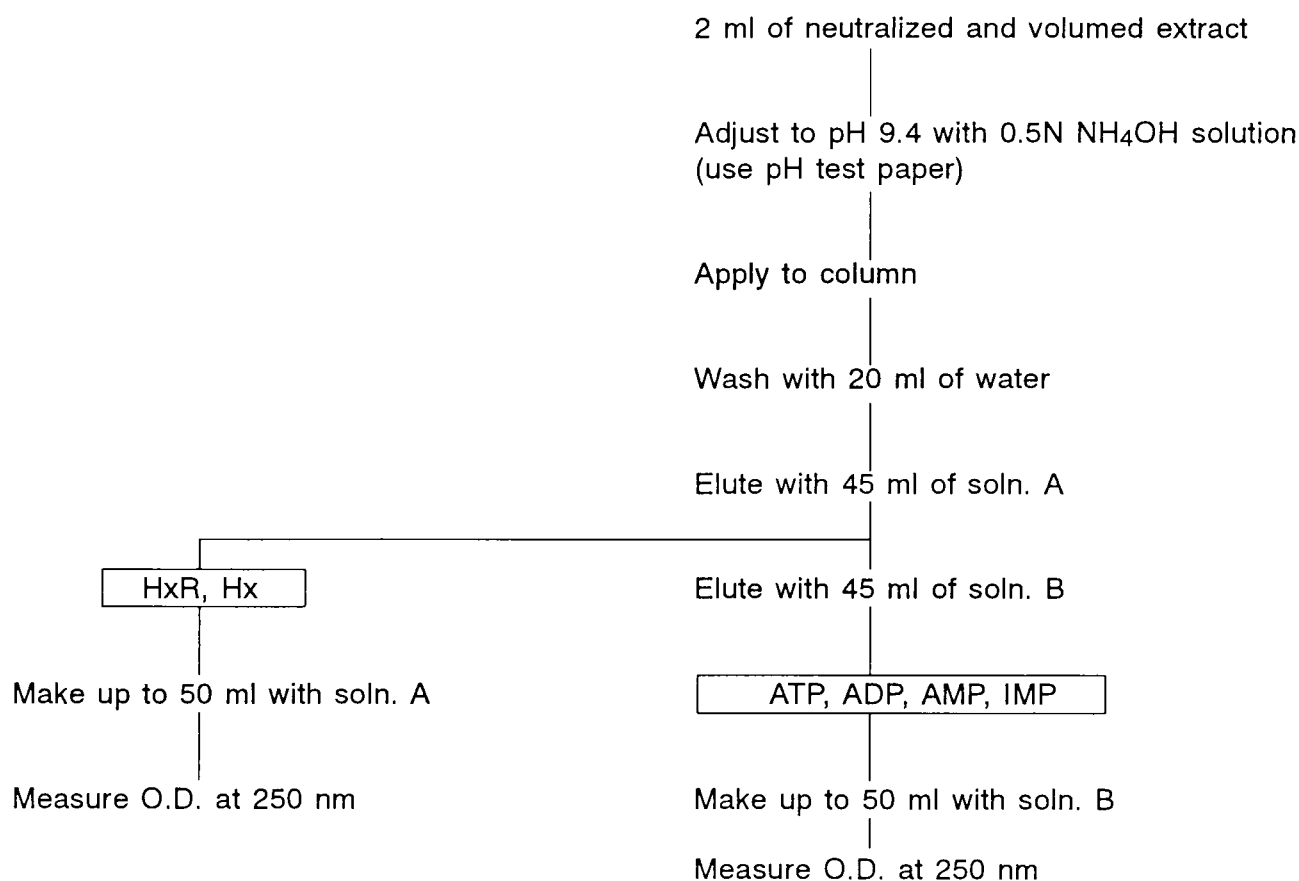 2 ml of neutralized and volumed extract
Adjust to pH 9.4 with 0.5N NH₄OH solution
(use pH test paper)
Apply to column
Wash with 20 ml of water
Elute with 45 ml of soln. A
HxR, Hx
Elute with 45 ml of soln. B
Make up to 50 ml with soln. A
ATP, ADP, AMP, IMP
Measure O.D. at 250 nm
Make up to 50 ml with soln. B
Measure O.D. at 250 nm